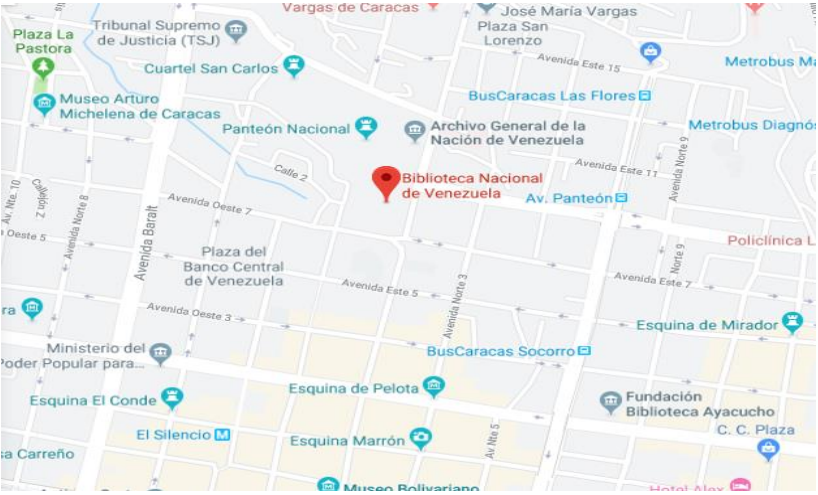 Vargas de Caracas
José María Vargas
Tribunal Supremo
de Justicia (TSJ)
Plaza La
Pastora
Plaza San
Lorenzo
Cuartel San Carlos
Avenida Este 15
Metrobus
Museo Arturo
Michelena de Caracas
BusCaracas Las Flores
Panteón Nacional
Archivo General de la
Nación de Venezuela
Metrobus
Calle 2
Avenida Este 11
Avenida Norte 9
Biblioteca Nacional
de Venezuela
Av. Panteón
Av. Nte. 10
Callejón Z
Avenida Norte 8
Avenida Baralt
Avenida Oeste 7
Oeste 5
Policlínica
Plaza del
Banco Central
de Venezuela
Norte 9
Avenida Este 7
Avenida Este 5
Avenida Norte 3
Avenida Oeste 3
Esquina de Mirador
Ministerio del
Poder Popular para...
BusCaracas Socorro
Esquina de Pelota
Esquina El Conde
Fundación
Biblioteca Ayacucho
El Silencio M
Esquina Marrón
Av. Nte 5
C. C. Plaza
Carreño
Museo Bolivariano
Hotel Alex